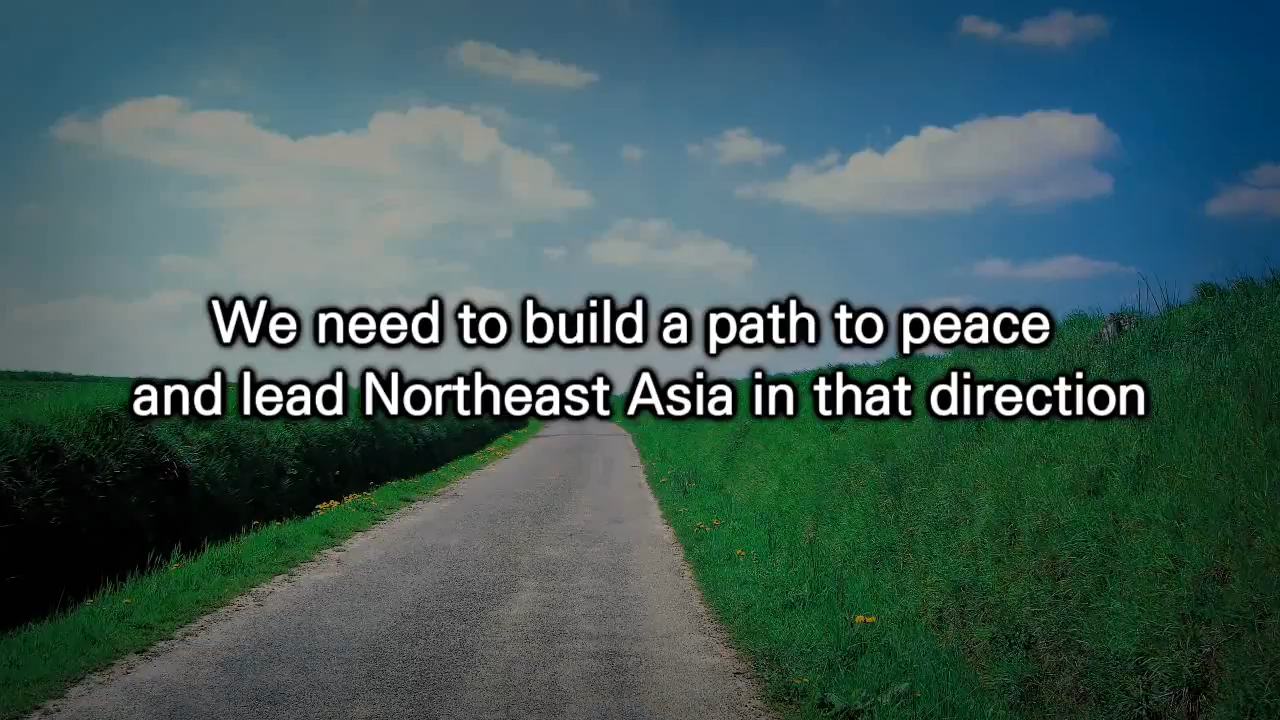 We need to build a path to peace
and lead Northeast Asia in that direction